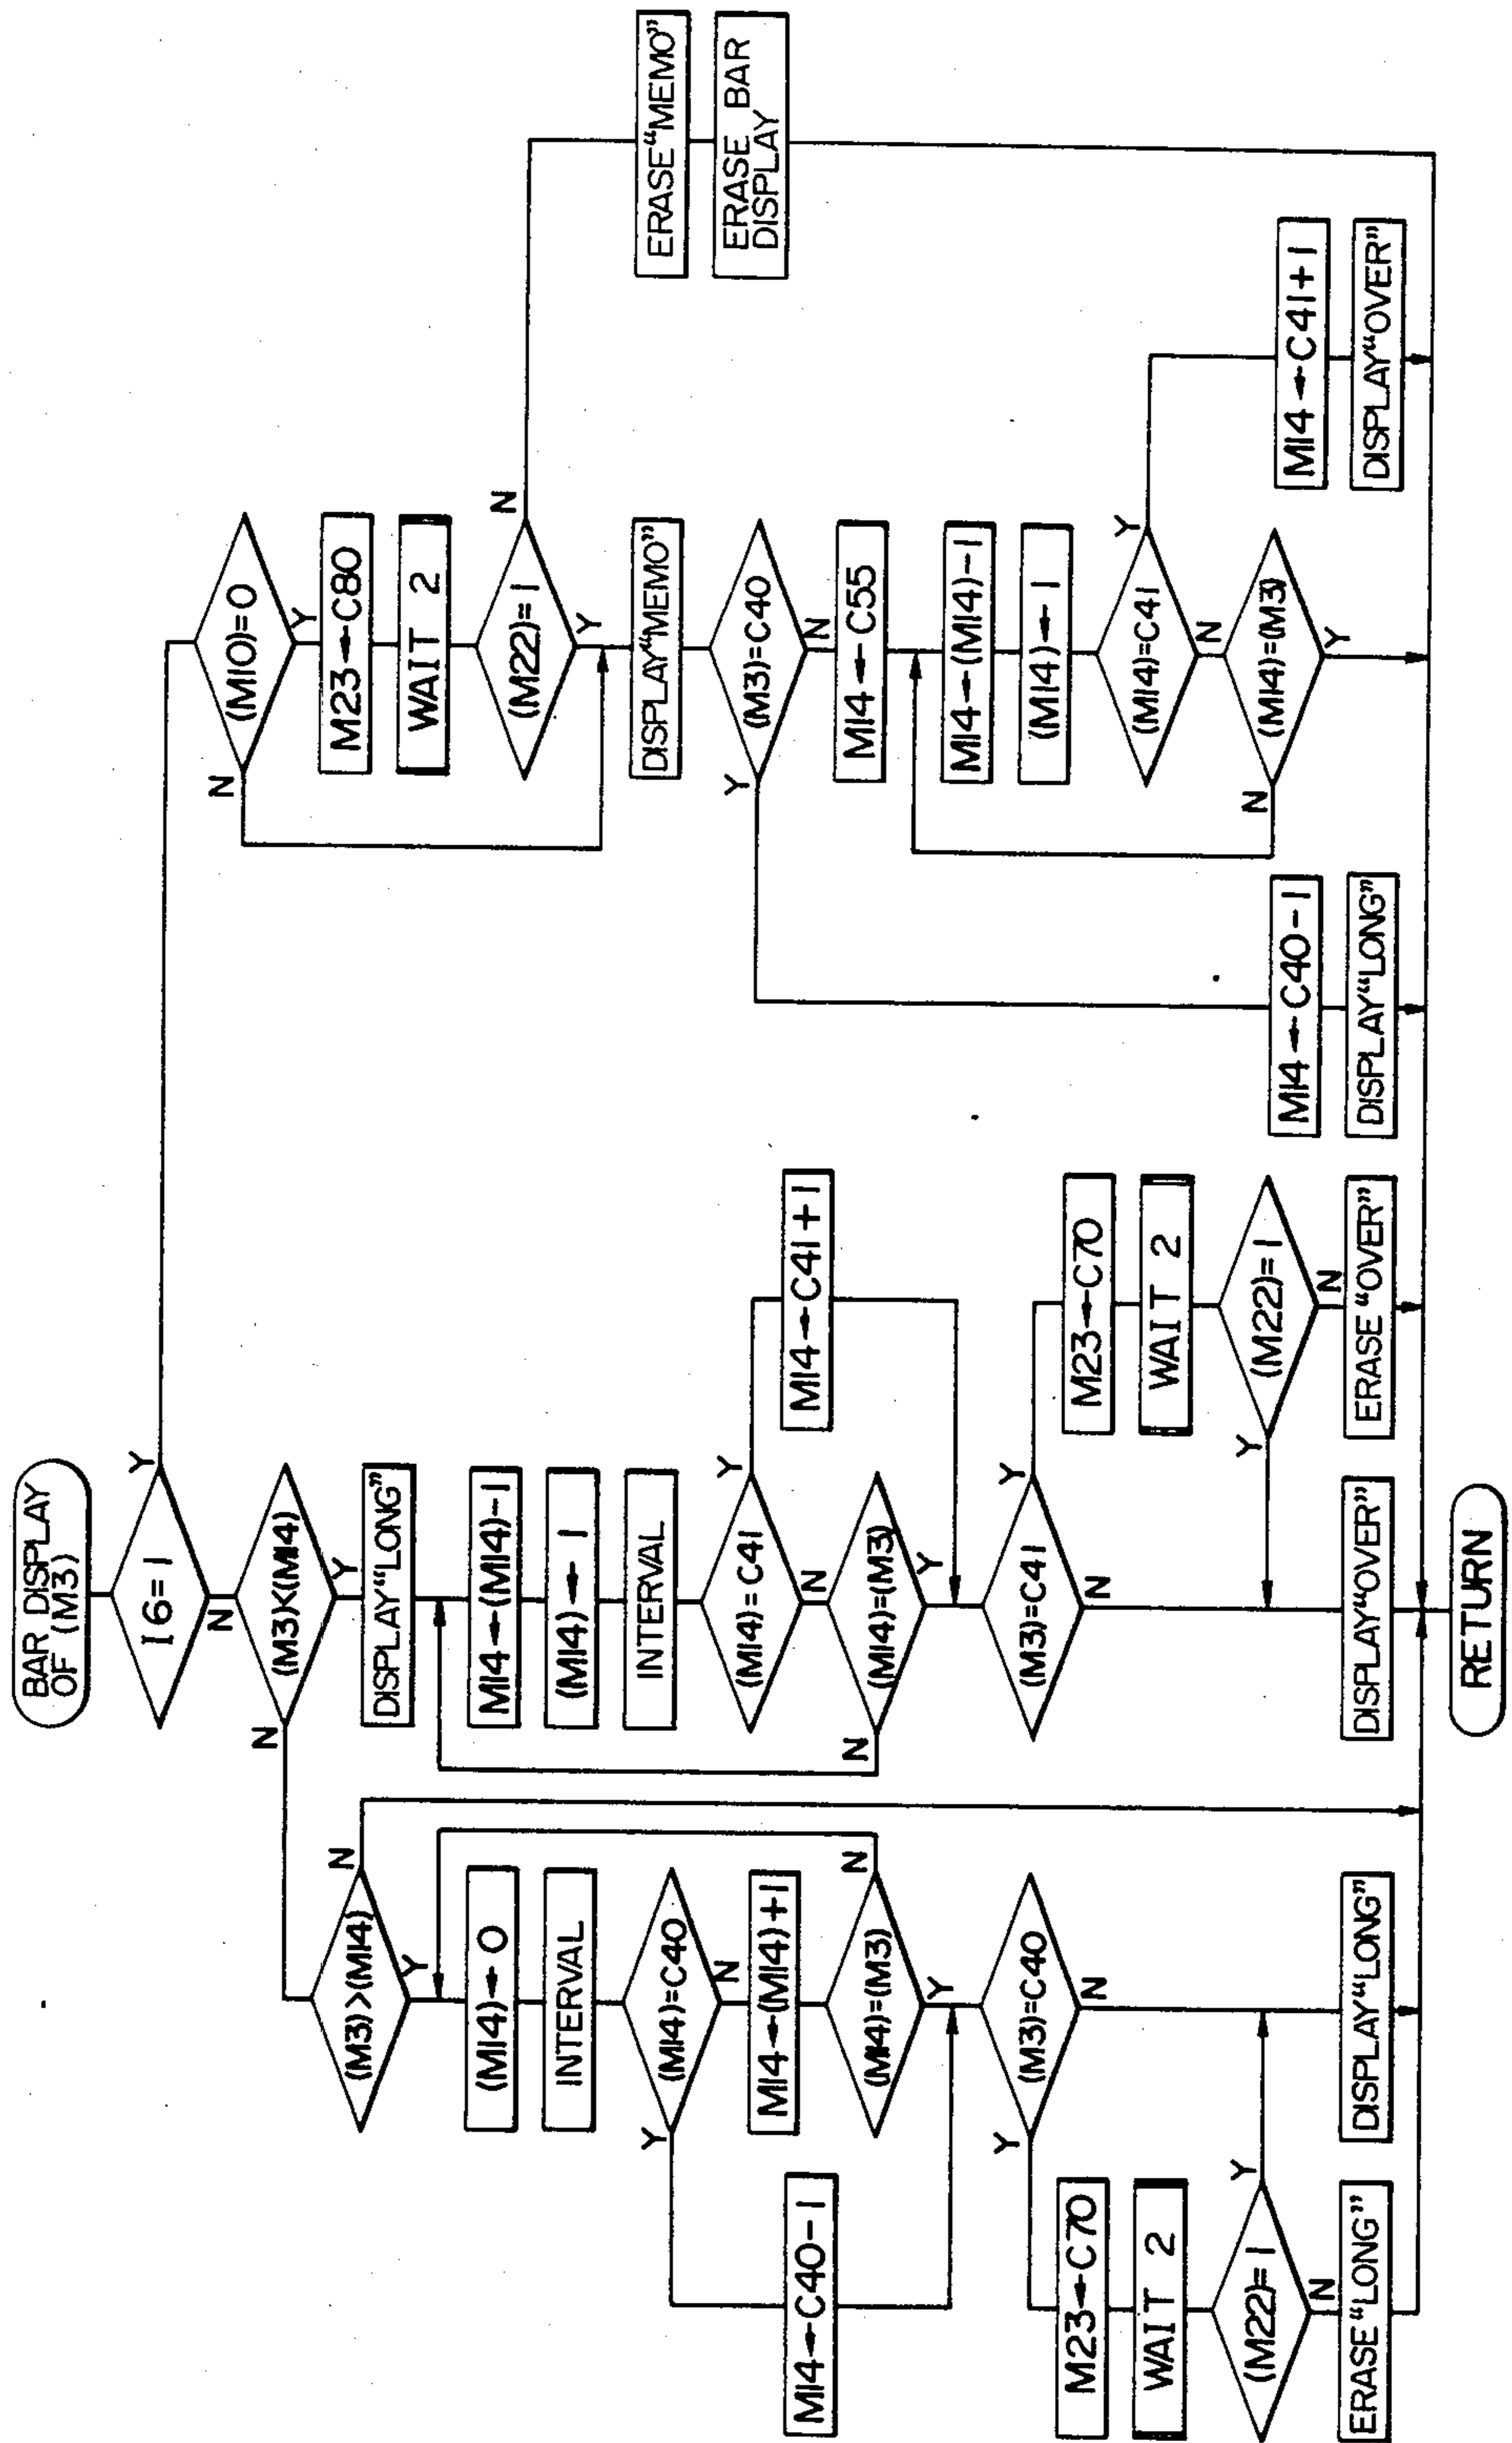 BAR DISPLAY
OF (M3)
I6=1
Y
N
(M3)<(M14)
N
Y
(M3)>(M14)
N
Y
(M14)←0
INTERVAL
(M14)=C40
Y
N
M14←C40-1
M14←(M14)+1
(M14)=(M3)
N
Y
(M3)=C40
Y
N
M23←C70
WAIT 2
(M22)=1
Y
N
ERASE "LONG"
DISPLAY "LONG"
DISPLAY "LONG"
M14←(M14)-1
(M14)←1
INTERVAL
(M14)=C41
Y
N
M14←C41+1
(M14)=(M3)
N
Y
(M3)=C41
Y
N
M23←C70
WAIT 2
(M22)=1
Y
N
DISPLAY "OVER"
ERASE "OVER"
(M10)=0
N
Y
M23←C80
WAIT 2
(M22)=1
N
Y
DISPLAY "MEMO"
ERASE "MEMO"
ERASE BAR
DISPLAY
(M3)=C40
Y
N
M14←C55
M14←(M14)-1
(M14)←1
(M14)=C41
Y
N
(M14)=(M3)
N
Y
M14←C40-1
DISPLAY "LONG"
M14←C41+1
DISPLAY "OVER"
RETURN